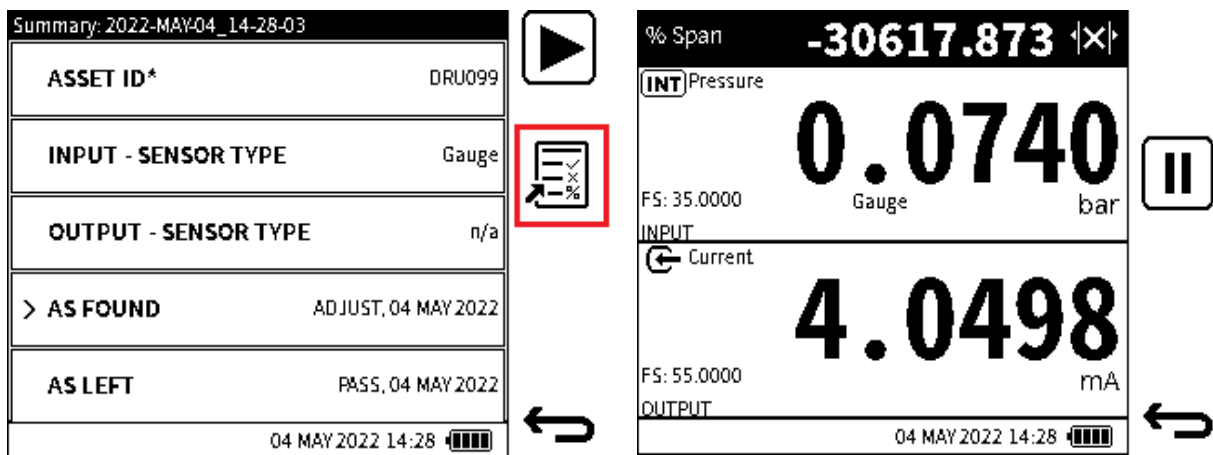 Summary: 2022-MAY-04_14-28-03
ASSET ID* DRU099
INPUT - SENSOR TYPE Gauge
OUTPUT - SENSOR TYPE n/a
> AS FOUND ADJUST, 04 MAY 2022
AS LEFT PASS, 04 MAY 2022
04 MAY 2022 14:28
% Span -30617.873
INT Pressure
0.0740
FS: 35.0000 Gauge bar
INPUT
Current
4.0498
FS: 55.0000 mA
OUTPUT
04 MAY 2022 14:28